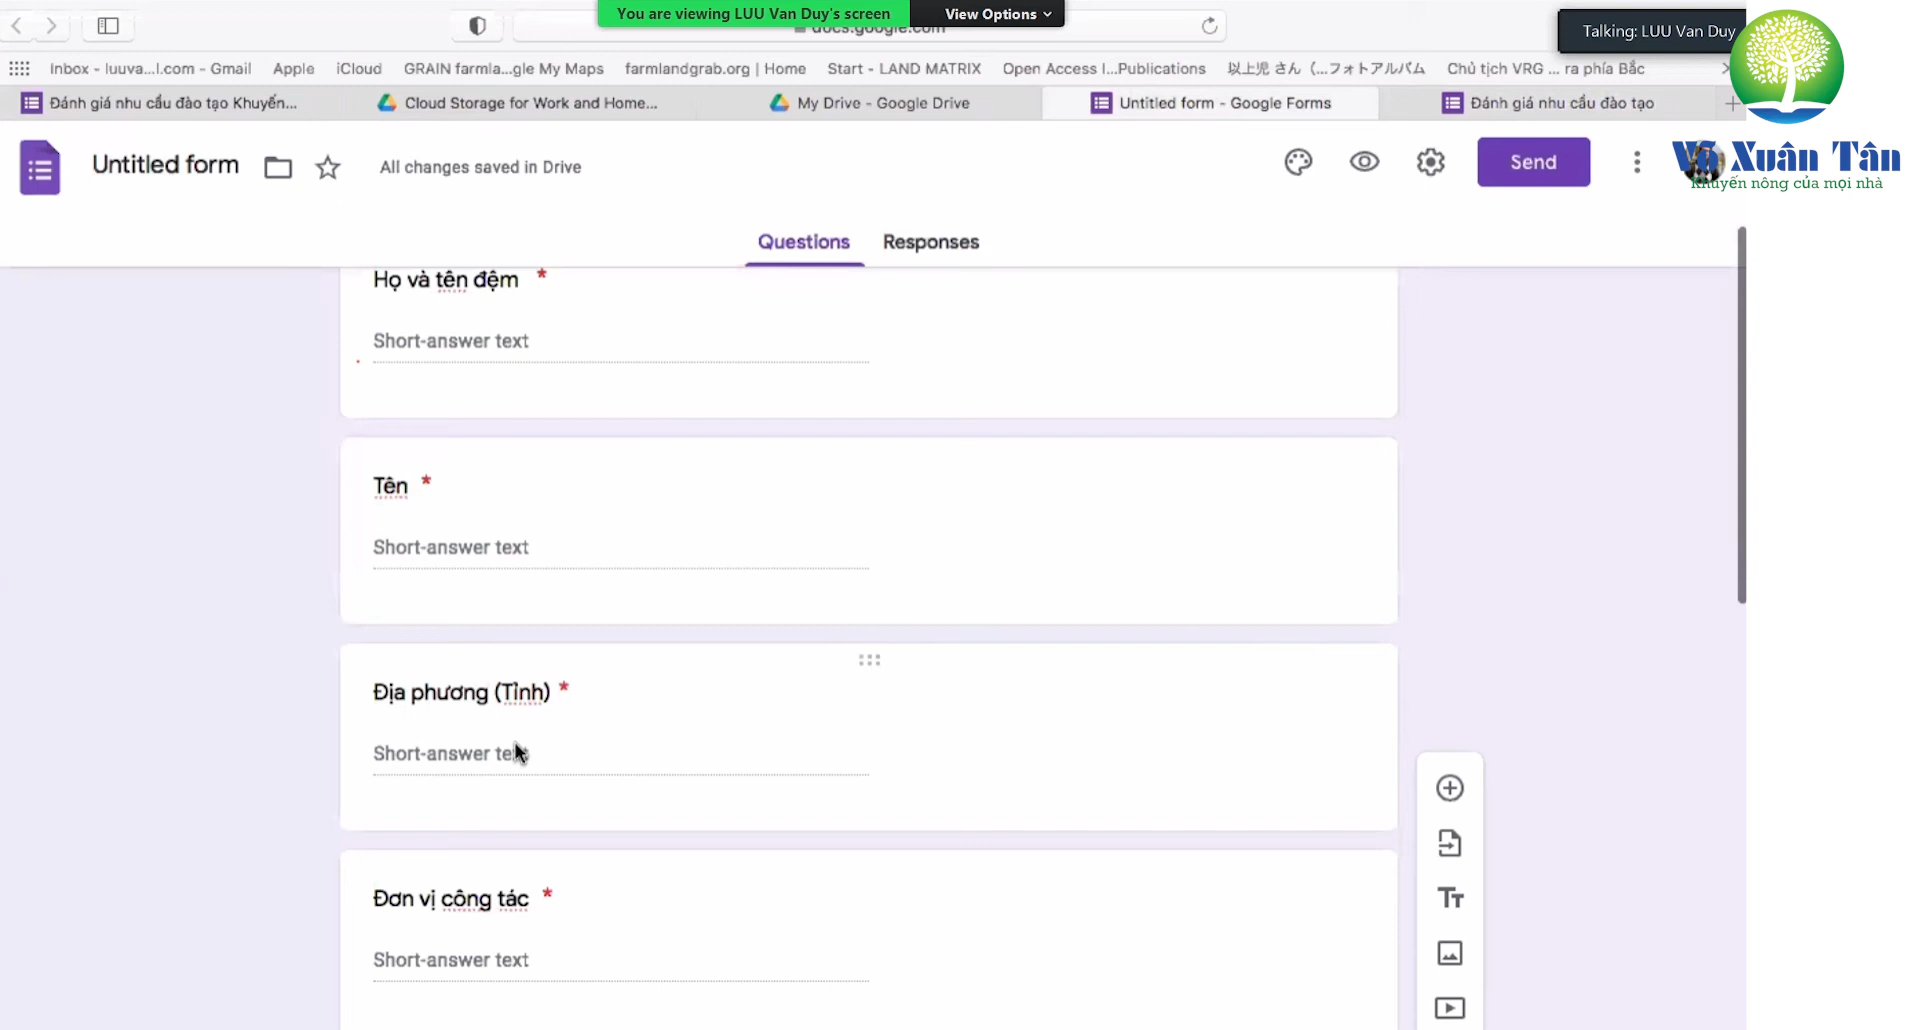 You are viewing LUU Van Duy's screen
View Options
docs.google.com
Talking: LUU Van Duy
Inbox - luuva...l.com - Gmail
Apple
iCloud
GRAIN farmla...gle My Maps
farmlandgrab.org | Home
Start - LAND MATRIX
Open Access I...Publications
以上児 さん (...フォトアルバム
Chủ tịch VRG ... ra phía Bắc
Đánh giá nhu cầu đào tạo Khuyến...
Cloud Storage for Work and Home...
My Drive - Google Drive
Untitled form - Google Forms
Đánh giá nhu cầu đào tạo
Untitled form
All changes saved in Drive
Send
Võ Xuân Tân
Khuyến nông của mọi nhà
Questions
Responses
Họ và tên đệm *
Short-answer text
Tên *
Short-answer text
Địa phương (Tỉnh) *
Short-answer text
Đơn vị công tác *
Short-answer text
Tt